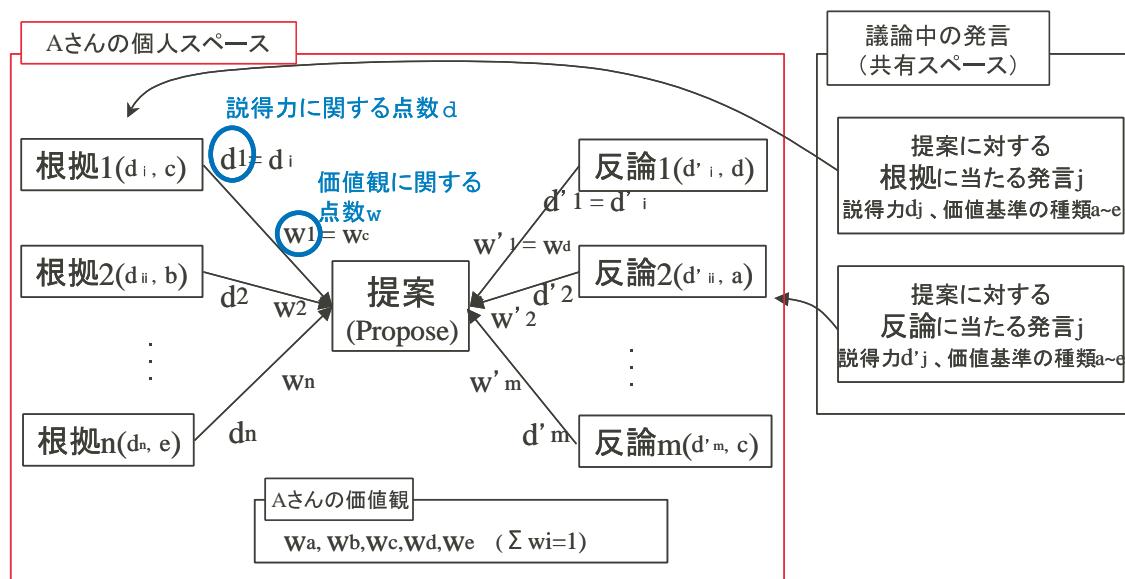 Aさんの個人スペース
説得力に関する点数d
根拠1(dⅰ, c)
d1=dⅰ
価値観に関する
点数w
w1=wc
根拠2(dⅱ, b)
d2
w2
提案
(Propose)
⋮
wn
根拠n(dn, e)
dn
反論1(d'ⅰ, d)
d'1=d'ⅰ
w'1=wd
反論2(d'ⅱ, a)
d'2
w'2
⋮
w'm
d'm
反論m(d'm, c)
Aさんの価値観
wa, wb,wc,wd,we (Σwi=1)
議論中の発言
(共有スペース)
提案に対する
根拠に当たる発言j
説得力dj、価値基準の種類a~e
提案に対する
反論に当たる発言j
説得力d'j、価値基準の種類a~e